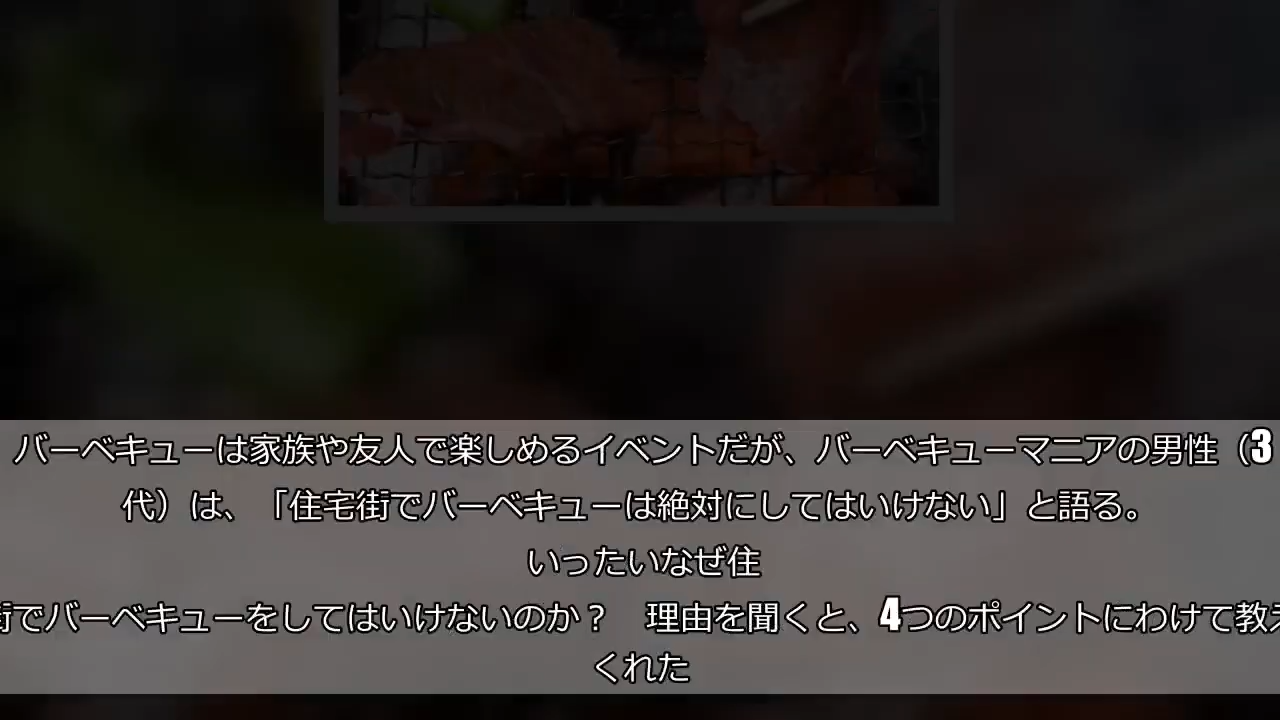 バーベキューは家族や友人で楽しめるイベントだが、バーベキューマニアの男性（3
代）は、「住宅街でバーベキューは絶対にしてはいけない」と語る。
いったいなぜ住
街でバーベキューをしてはいけないのか？　理由を聞くと、4つのポイントにわけて教え
くれた